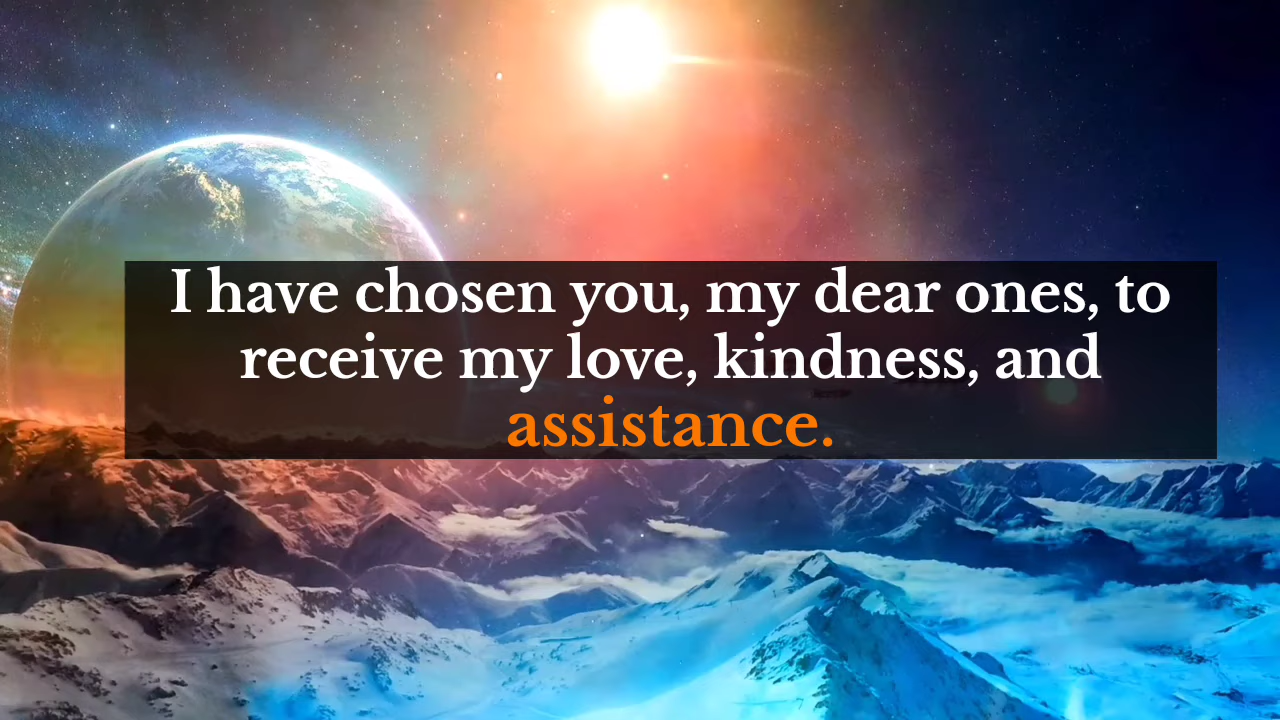 I have chosen you, my dear ones, to
receive my love, kindness, and
assistance.